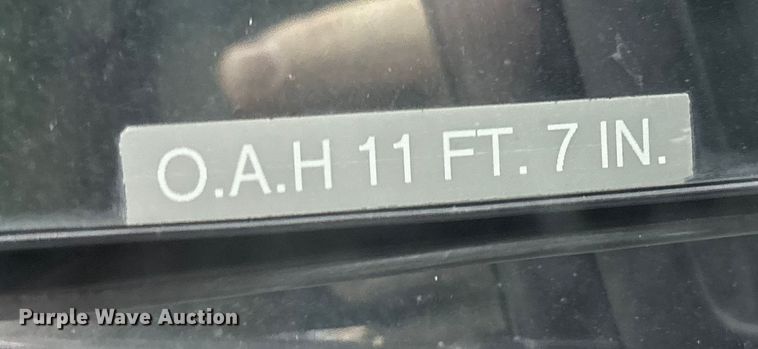 O.A.H 11 FT. 7 IN.
Purple Wave Auction